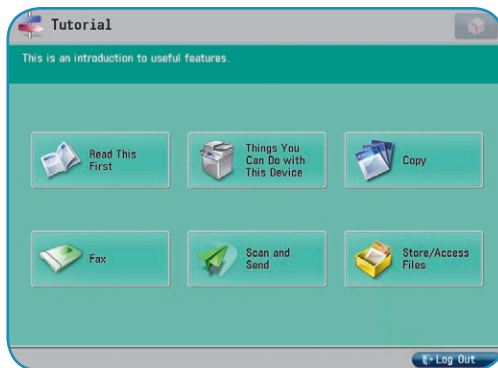 Tutorial
This is an introduction to useful features.
Read This
First
Things You
Can Do with
This Device
Copy
Fax
Scan and
Send
Store/Access
Files
Log Out